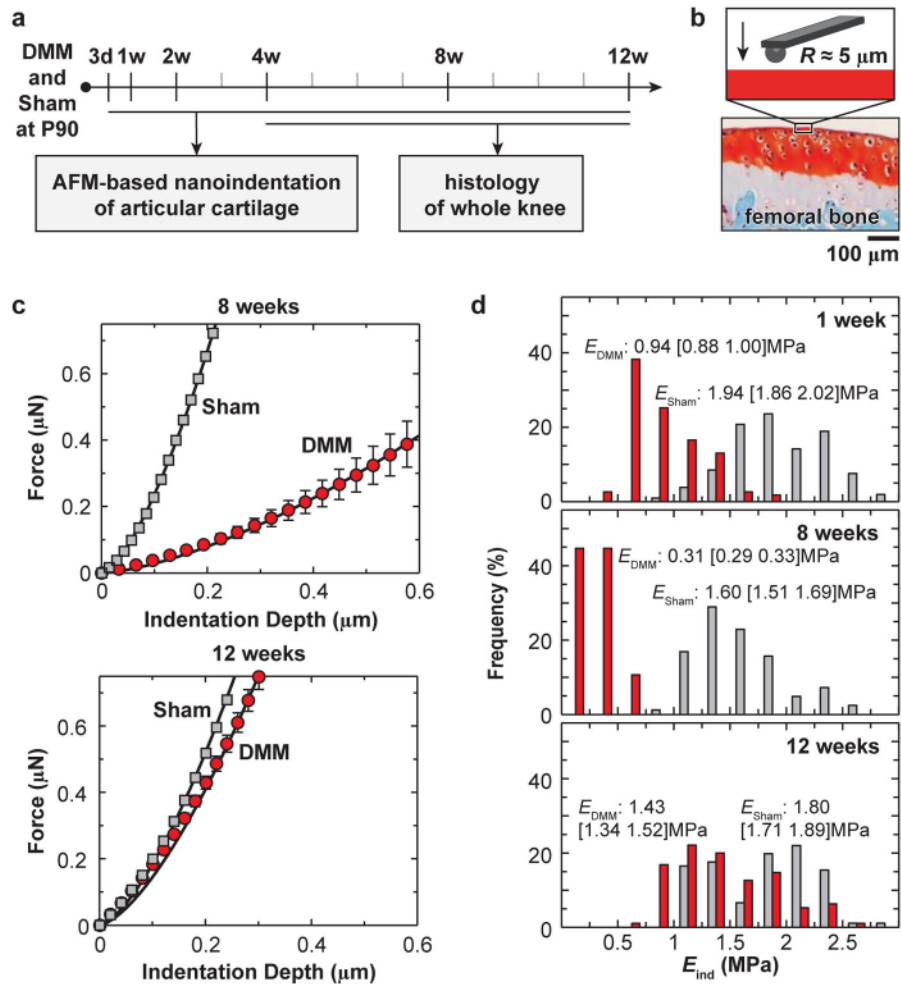 a
DMM
and
Sham
at P90
3d 1w 2w 4w 8w 12w
AFM-based nanoindentation
of articular cartilage
histology
of whole knee
b
R ≈ 5 μm
femoral bone
100 μm
c
8 weeks
Force (μN)
0.6
0.4
0.2
0
Sham
DMM
0 0.2 0.4 0.6
Indentation Depth (μm)
12 weeks
Force (μN)
0.6
0.4
0.2
0
Sham
DMM
0 0.2 0.4 0.6
Indentation Depth (μm)
d
Frequency (%)
1 week
40
20
0
EDMM: 0.94 [0.88 1.00]MPa
ESham: 1.94 [1.86 2.02]MPa
8 weeks
40
20
0
EDMM: 0.31 [0.29 0.33]MPa
ESham: 1.60 [1.51 1.69]MPa
12 weeks
40
20
0
EDMM: 1.43
[1.34 1.52]MPa
ESham: 1.80
[1.71 1.89]MPa
0.5 1 1.5 2 2.5
Eind (MPa)